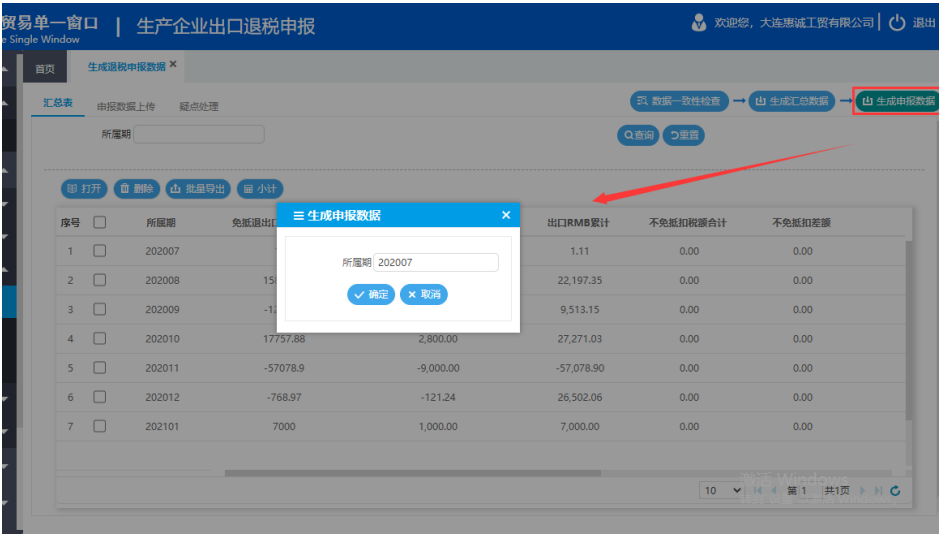 贸易单一窗口 | 生产企业出口退税申报 欢迎您，大连惠诚工贸有限公司 | 退出
e Single Window
首页 生成退税申报数据 ×
汇总表 申报数据上传 疑点处理 数据一致性检查 → 生成汇总数据 → 生成申报数据
所属期 查询 重置
打开 删除 批量导出 小计
生成申报数据 ×
所属期 202007
确定 取消
序号 所属期 免抵退出口 出口RMB累计 不免抵扣税额合计 不免抵扣差额
1 202007 1.11 0.00 0.00
2 202008 22,197.35 0.00 0.00
3 202009 9,513.15 0.00 0.00
4 202010 17757.88 2,800.00 27,271.03 0.00 0.00
5 202011 -57078.9 -9,000.00 -57,078.90 0.00 0.00
6 202012 -768.97 -121.24 26,502.06 0.00 0.00
7 202101 7000 1,000.00 7,000.00 0.00 0.00
激活 Windows
10 第 1 共1页